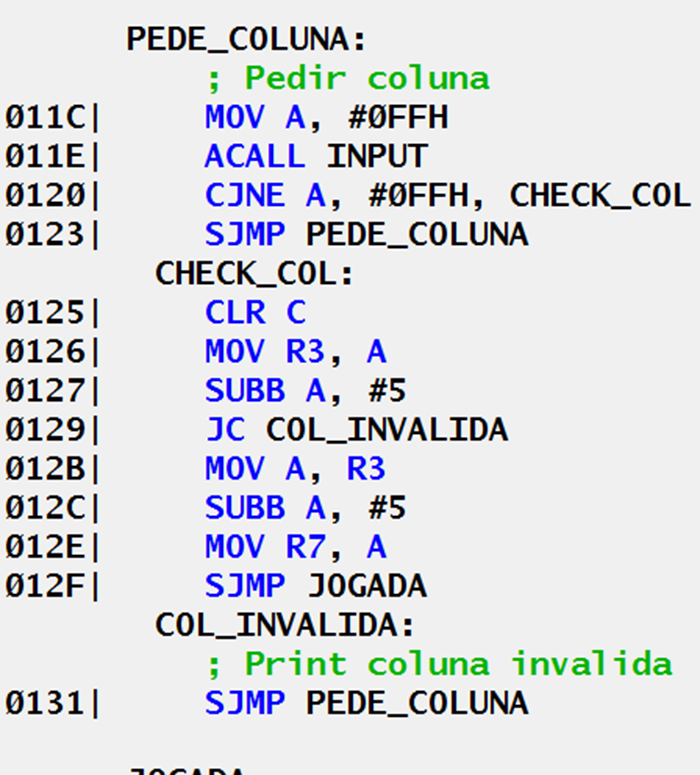 PEDE_COLUNA:
; Pedir coluna
011C| MOV A, #0FFH
011E| ACALL INPUT
0120| CJNE A, #0FFH, CHECK_COL
0123| SJMP PEDE_COLUNA
CHECK_COL:
0125| CLR C
0126| MOV R3, A
0127| SUBB A, #5
0129| JC COL_INVALIDA
012B| MOV A, R3
012C| SUBB A, #5
012E| MOV R7, A
012F| SJMP JOGADA
COL_INVALIDA:
; Print coluna invalida
0131| SJMP PEDE_COLUNA
JOGADA